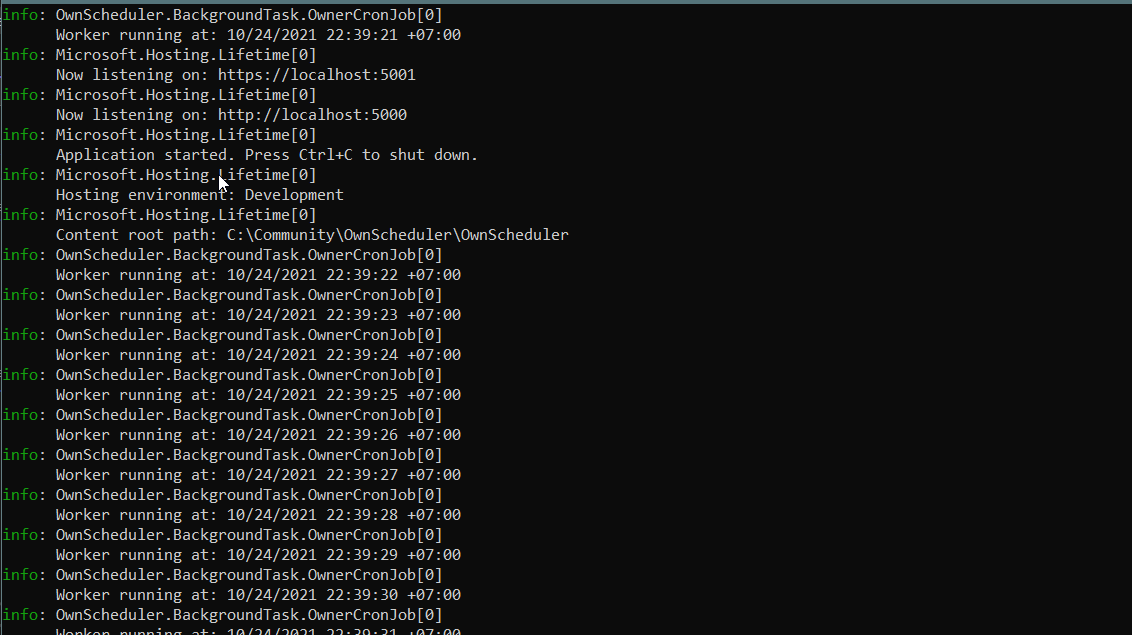 info: OwnScheduler.BackgroundTask.OwnerCronJob[0]
Worker running at: 10/24/2021 22:39:21 +07:00
info: Microsoft.Hosting.Lifetime[0]
Now listening on: https://localhost:5001
info: Microsoft.Hosting.Lifetime[0]
Now listening on: http://localhost:5000
info: Microsoft.Hosting.Lifetime[0]
Application started. Press Ctrl+C to shut down.
info: Microsoft.Hosting.Lifetime[0]
Hosting environment: Development
info: Microsoft.Hosting.Lifetime[0]
Content root path: C:\Community\OwnScheduler\OwnScheduler
info: OwnScheduler.BackgroundTask.OwnerCronJob[0]
Worker running at: 10/24/2021 22:39:22 +07:00
info: OwnScheduler.BackgroundTask.OwnerCronJob[0]
Worker running at: 10/24/2021 22:39:23 +07:00
info: OwnScheduler.BackgroundTask.OwnerCronJob[0]
Worker running at: 10/24/2021 22:39:24 +07:00
info: OwnScheduler.BackgroundTask.OwnerCronJob[0]
Worker running at: 10/24/2021 22:39:25 +07:00
info: OwnScheduler.BackgroundTask.OwnerCronJob[0]
Worker running at: 10/24/2021 22:39:26 +07:00
info: OwnScheduler.BackgroundTask.OwnerCronJob[0]
Worker running at: 10/24/2021 22:39:27 +07:00
info: OwnScheduler.BackgroundTask.OwnerCronJob[0]
Worker running at: 10/24/2021 22:39:28 +07:00
info: OwnScheduler.BackgroundTask.OwnerCronJob[0]
Worker running at: 10/24/2021 22:39:29 +07:00
info: OwnScheduler.BackgroundTask.OwnerCronJob[0]
Worker running at: 10/24/2021 22:39:30 +07:00
info: OwnScheduler.BackgroundTask.OwnerCronJob[0]
Worker running at: 10/24/2021 22:39:31 +07:00